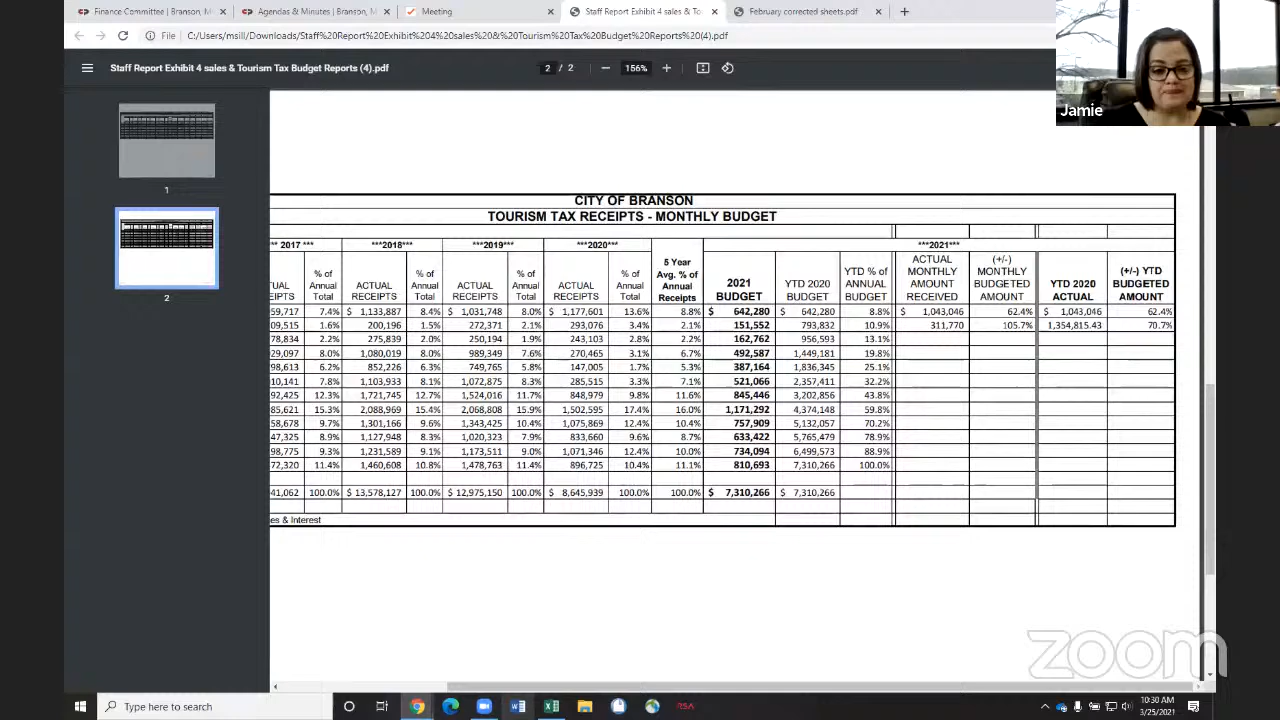 Finance Committee | Branson, M
Agendas & Minutes | Branson, M
Meeting
Staff Report Exhibit 4 sales & To
February corrected sheets.pdf
File C:/Users/msill/Downloads/Staff%20Report%20Exhibit%204%20sales%20&%20Tourism%20Tax%20Budget%20Reports%20(4).pdf
Staff Report Exhibit 4 sales & Tourism Tax Budget Reports (4).pdf 2 / 2 156%
Jamie
1
2
CITY OF BRANSON
TOURISM TAX RECEIPTS - MONTHLY BUDGET
*** 2017 *** ***2018*** ***2019*** ***2020*** ***2021***
UAL EIPTS % of Annual Total ACTUAL RECEIPTS % of Annual Total ACTUAL RECEIPTS % of Annual Total ACTUAL RECEIPTS % of Annual Total 5 Year Avg. % of Annual Receipts 2021 BUDGET YTD 2020 BUDGET YTD % of ANNUAL BUDGET ACTUAL MONTHLY AMOUNT RECEIVED (+/-) MONTHLY BUDGETED AMOUNT YTD 2020 ACTUAL (+/-) YTD BUDGETED AMOUNT
59,717 7.4% $ 1,133,887 8.4% $ 1,031,748 8.0% $ 1,177,601 13.6% 8.8% $ 642,280 $ 642,280 8.8% $ 1,043,046 62.4% $ 1,043,046 62.4%
09,515 1.6% 200,196 1.5% 272,371 2.1% 293,076 3.4% 2.1% 151,552 793,832 10.9% 311,770 105.7% 1,354,815.43 70.7%
78,834 2.2% 275,839 2.0% 250,194 1.9% 243,103 2.8% 2.2% 162,762 956,593 13.1%
29,097 8.0% 1,080,019 8.0% 989,349 7.6% 270,465 3.1% 6.7% 492,587 1,449,181 19.8%
98,613 6.2% 852,226 6.3% 749,765 5.8% 147,005 1.7% 5.3% 387,164 1,836,345 25.1%
10,141 7.8% 1,103,933 8.1% 1,072,875 8.3% 285,515 3.3% 7.1% 521,066 2,357,411 32.2%
92,425 12.3% 1,721,745 12.7% 1,524,016 11.7% 848,979 9.8% 11.6% 845,446 3,202,856 43.8%
85,621 15.3% 2,088,969 15.4% 2,068,808 15.9% 1,502,595 17.4% 16.0% 1,171,292 4,374,148 59.8%
58,678 9.7% 1,301,166 9.6% 1,343,425 10.4% 1,075,869 12.4% 10.4% 757,909 5,132,057 70.2%
47,325 8.9% 1,127,948 8.3% 1,020,323 7.9% 833,660 9.6% 8.7% 633,422 5,765,479 78.9%
98,775 9.3% 1,231,589 9.1% 1,173,511 9.0% 1,071,346 12.4% 10.0% 734,094 6,499,573 88.9%
72,320 11.4% 1,460,608 10.8% 1,478,763 11.4% 896,725 10.4% 11.1% 810,693 7,310,266 100.0%
41,062 100.0% $ 13,578,127 100.0% $ 12,975,150 100.0% $ 8,645,939 100.0% 100.0% $ 7,310,266 $ 7,310,266
es & Interest
zoom
Type here to search
RSA
10:30 AM
3/25/2021